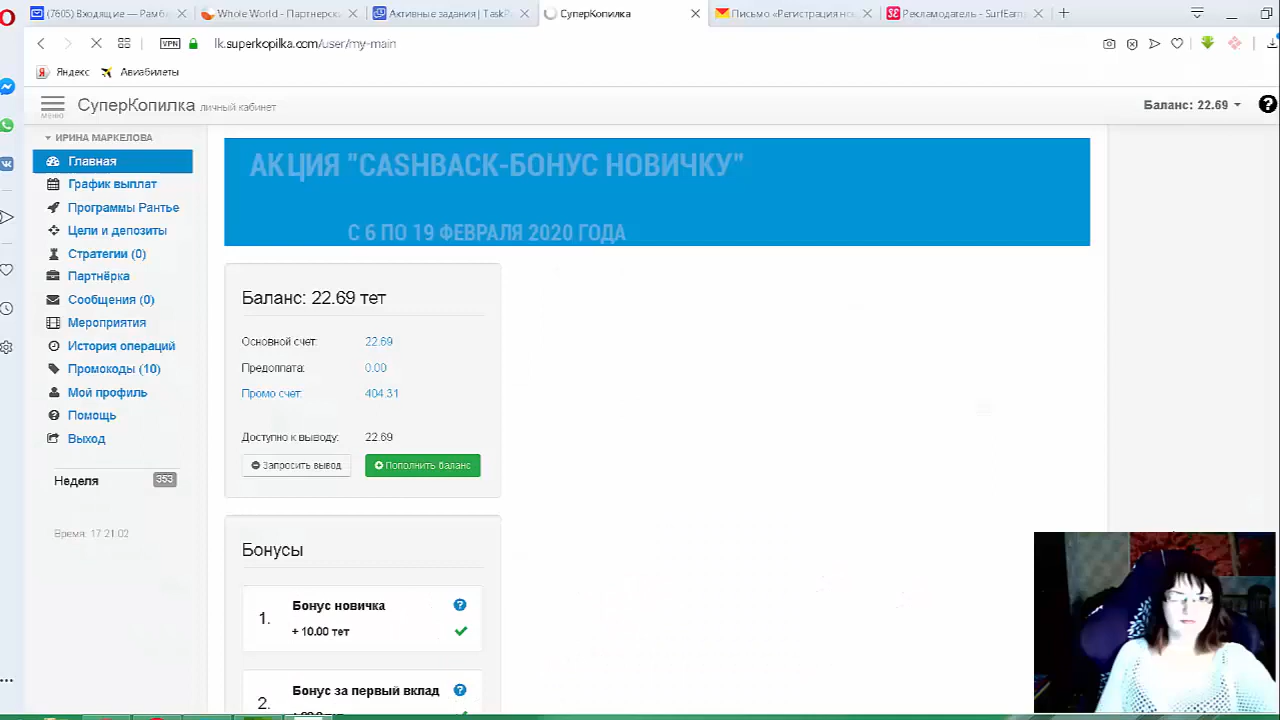 (7605) Входящие — Рамбл
Whole World - Партнерска
Активные задания | TaskP
СуперКопилка
Письмо «Регистрация нов
Рекламодатель - SurfEarn
VPN
lk.superkopilka.com/user/my-main
Яндекс
Авиабилеты
МЕНЮ
СуперКопилка личный кабинет
Баланс: 22.69
ИРИНА МАРКЕЛОВА
Главная
График выплат
Программы Рантье
Цели и депозиты
Стратегии (0)
Партнёрка
Сообщения (0)
Мероприятия
История операций
Промокоды (10)
Мой профиль
Помощь
Выход
Неделя 353
Время: 17:21:02
АКЦИЯ "CASHBACK-БОНУС НОВИЧКУ"
С 6 ПО 19 ФЕВРАЛЯ 2020 ГОДА
Баланс: 22.69 тет
Основной счет: 22.69
Предоплата: 0.00
Промо счет: 404.31
Доступно к выводу: 22.69
Запросить вывод
Пополнить баланс
Бонусы
1. Бонус новичка
+ 10.00 тет
2. Бонус за первый вклад